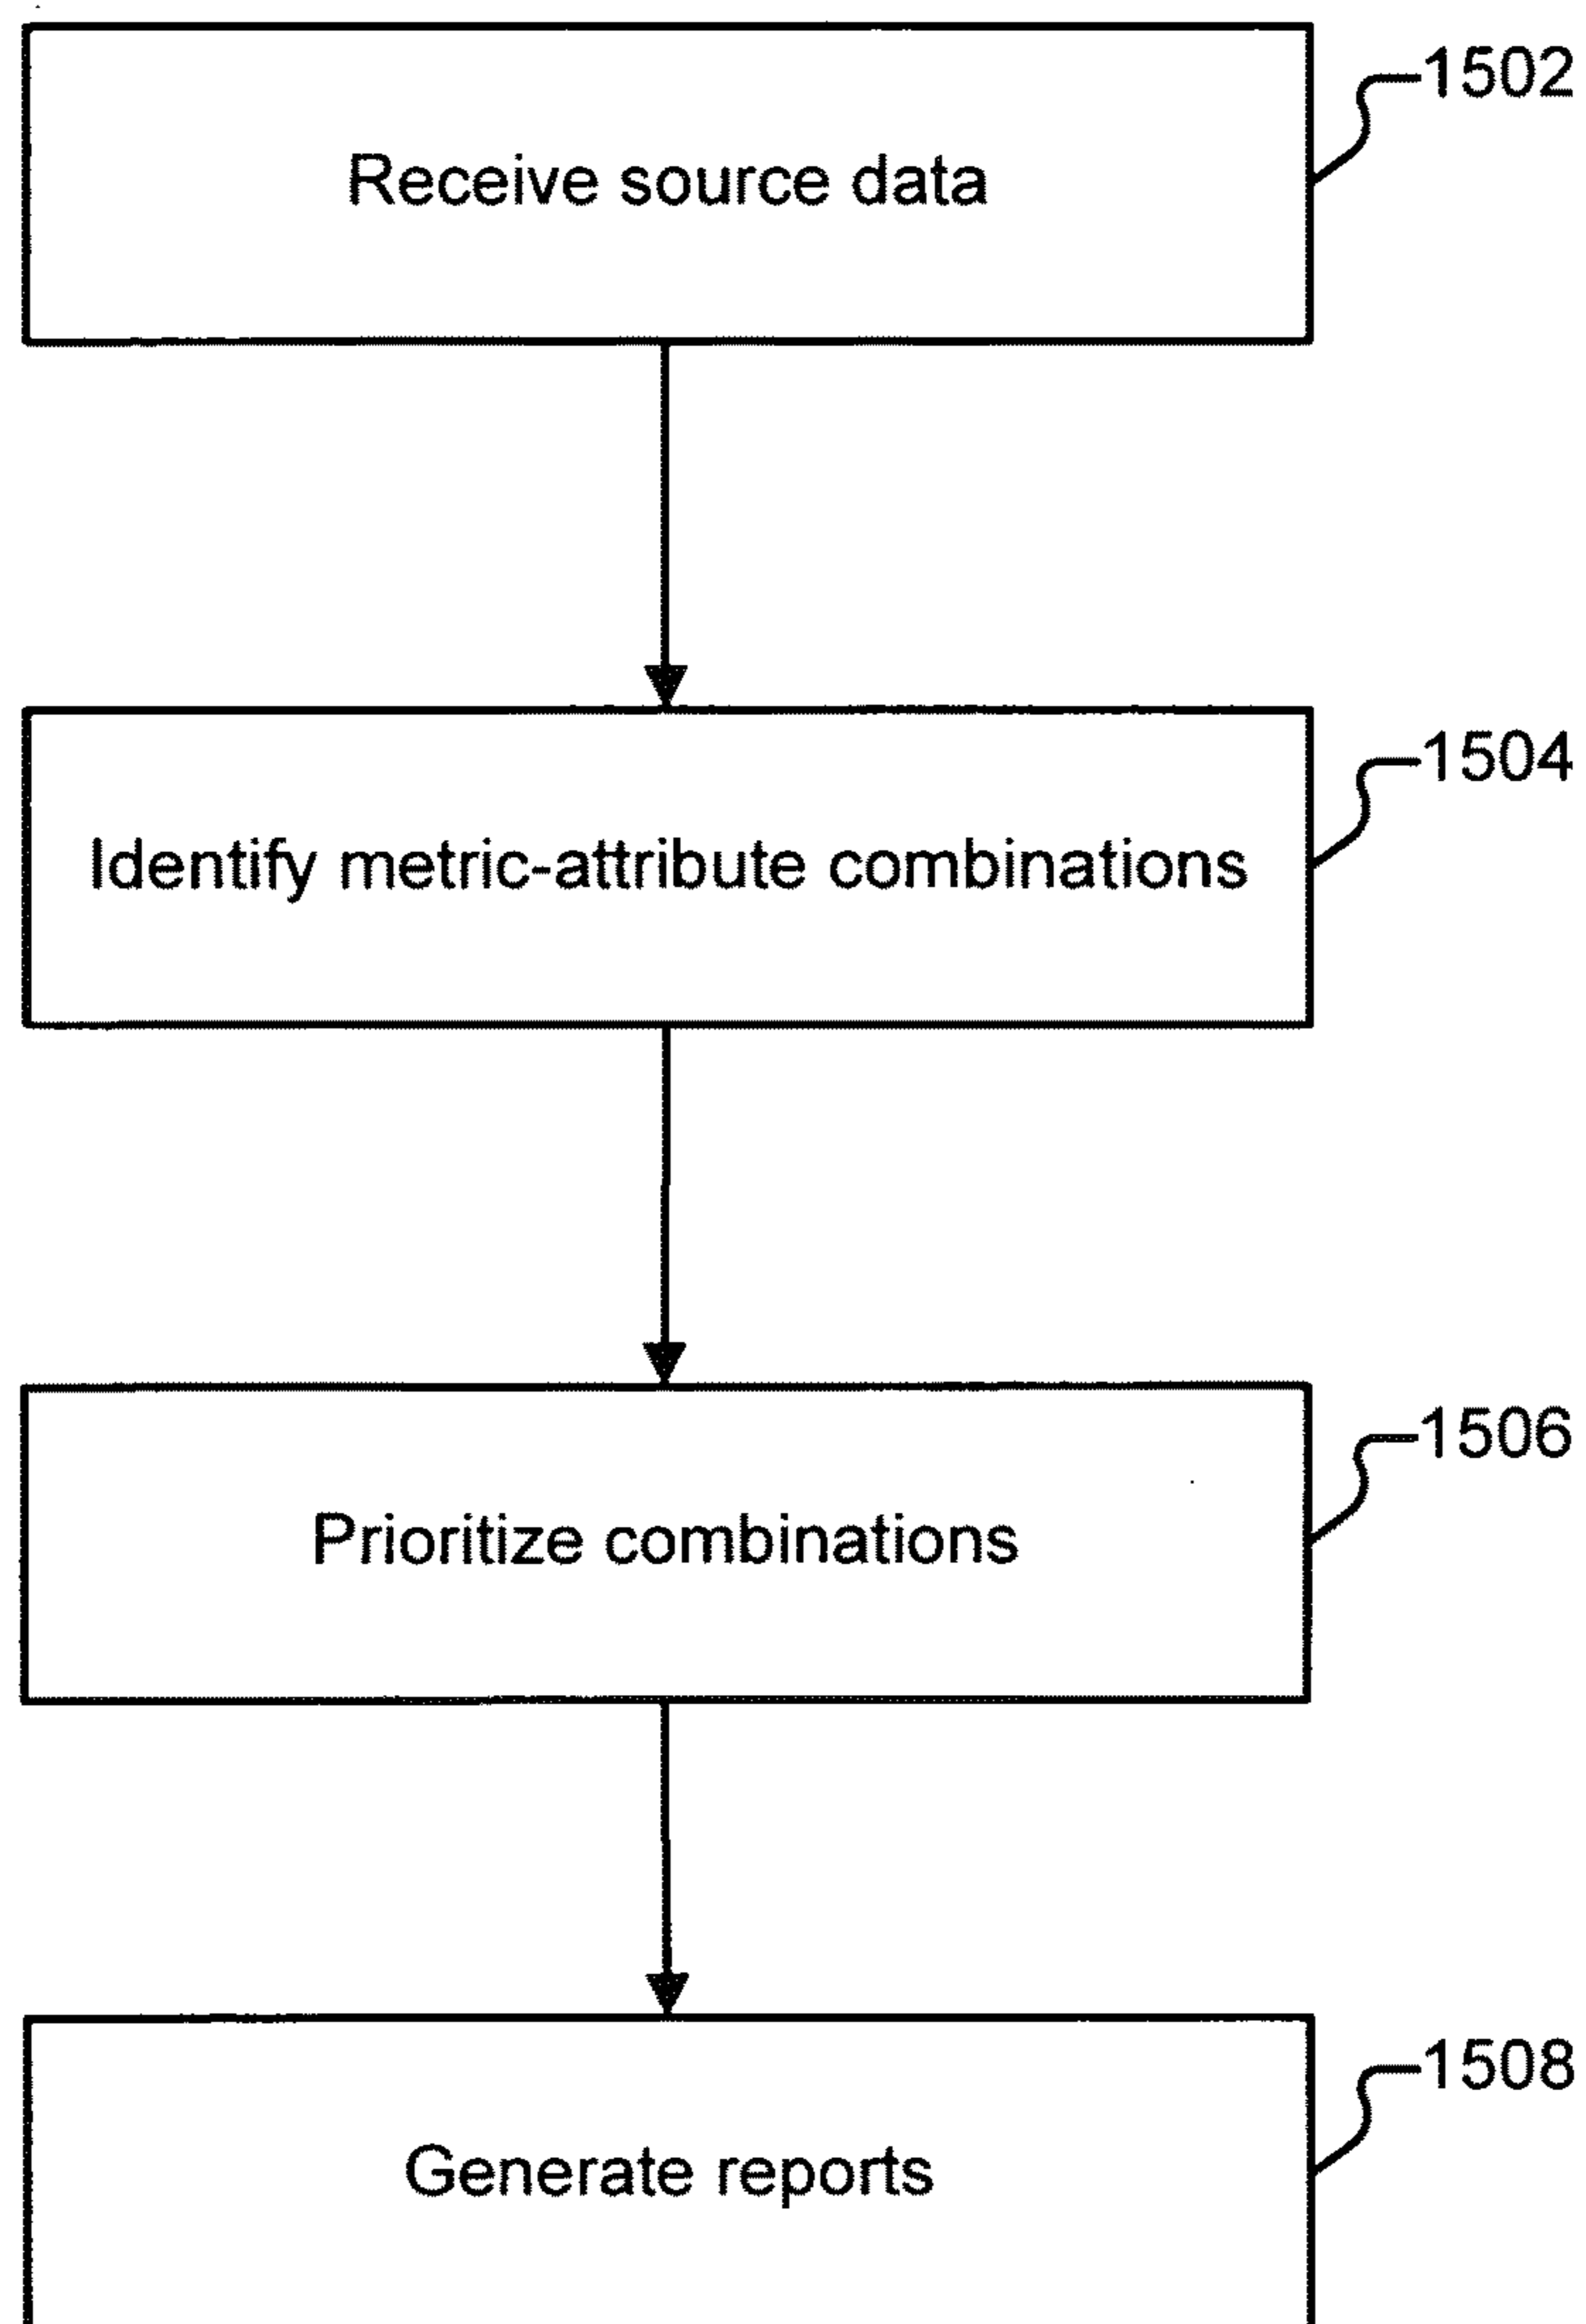 1502
Receive source data
1504
Identify metric-attribute combinations
1506
Prioritize combinations
1508
Generate reports